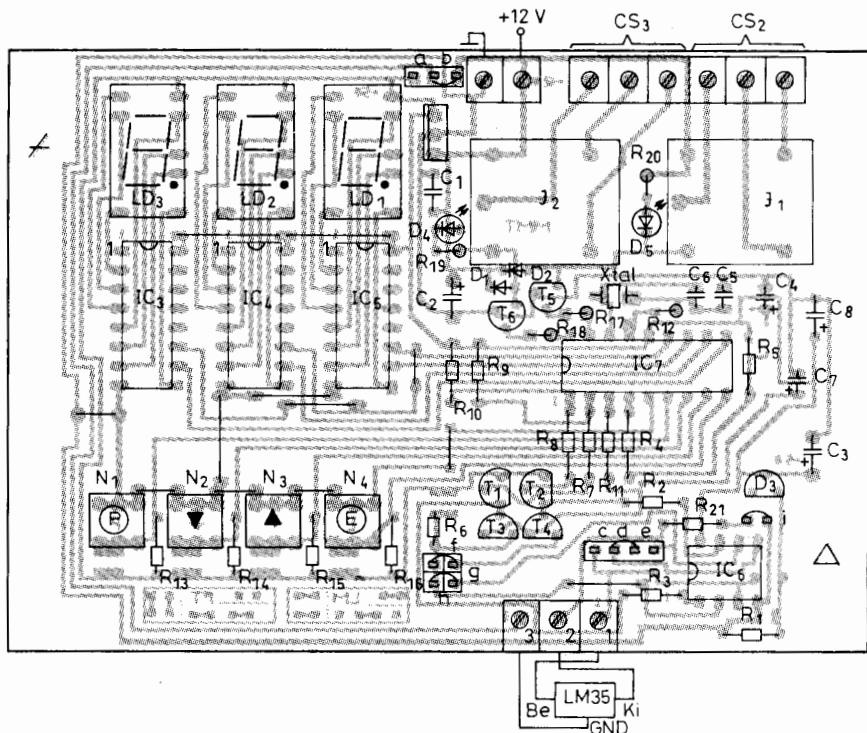 +12 V CS3 CS2
a b
R20
LD3 LD2 LD1 C1 J2 J1
D4 D5
1 1 1 R19
D1 D2 Xtal C6 C5 C4
IC3 IC4 IC5 C2 T6 T5 C8
R18 R17 R12
R9 IC7 R5
R10 C7
R8 R7 R11 R4 C3
N1 N2 N3 N4 T1 T2 R2 D3
R E R6 T3 T4 R21
f c d e i
g IC6
R13 R14 R15 R16 h R3
3 2 1 R1
Be LM35 Ki
GND